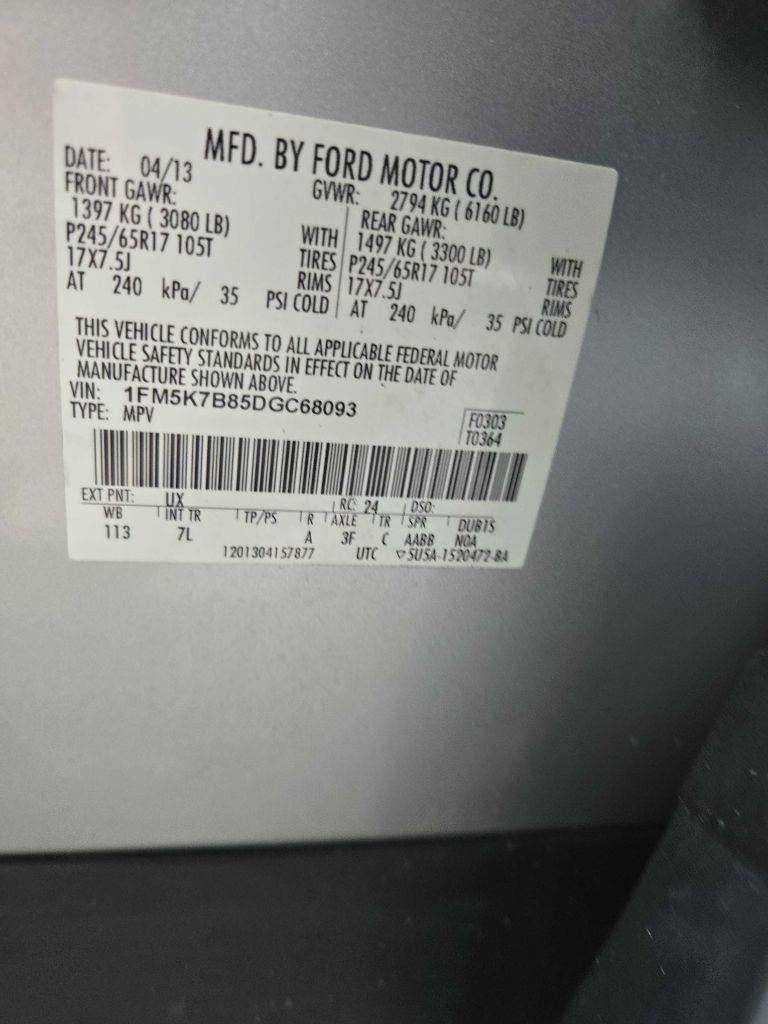 MFD. BY FORD MOTOR CO.
DATE: 04/13 GVWR: 2794 KG ( 6160 LB)
FRONT GAWR: REAR GAWR:
1397 KG ( 3080 LB) WITH 1497 KG ( 3300 LB) WITH
P245/65R17 105T TIRES P245/65R17 105T TIRES
17X7.5J RIMS 17X7.5J RIMS
AT 240 kPa/ 35 PSI COLD AT 240 kPa/ 35 PSI COLD
THIS VEHICLE CONFORMS TO ALL APPLICABLE FEDERAL MOTOR
VEHICLE SAFETY STANDARDS IN EFFECT ON THE DATE OF
MANUFACTURE SHOWN ABOVE.
VIN: 1FM5K7B85DGC68093
TYPE: MPV F0303
T0364
EXT PNT: UX RC: 24 DSO:
WB INT TR TP/PS R AXLE TR SPR DUB1S
113 7L A 3F C AABB NOA
1201304157877 UTC ▽5U5A-1520472-BA